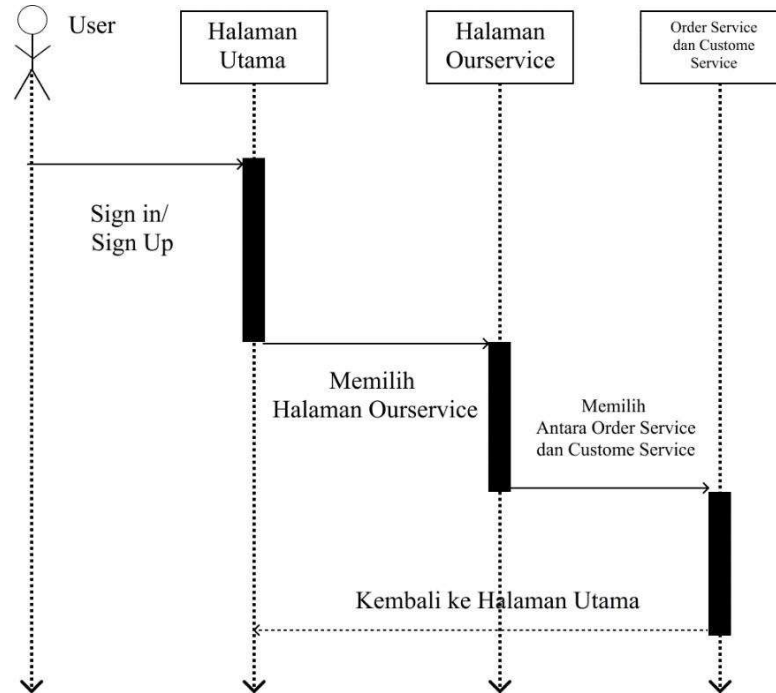 User
Halaman
Utama
Halaman
Ourservice
Order Service
dan Custome
Service
Sign in/
Sign Up
Memilih
Halaman Ourservice
Memilih
Antara Order Service
dan Custome Service
Kembali ke Halaman Utama